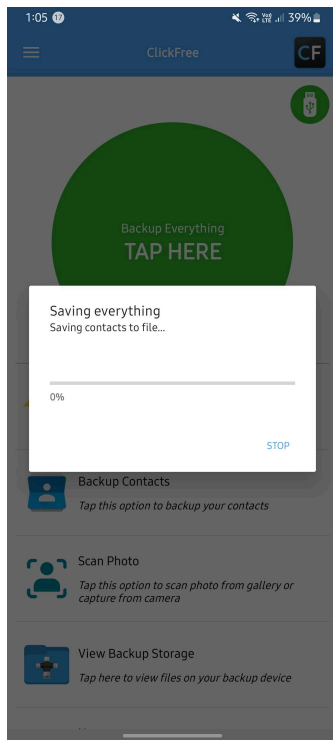 1:05 17 39%
ClickFree CF
Backup Everything
TAP HERE
Saving everything
Saving contacts to file...
0%
STOP
Backup Contacts
Tap this option to backup your contacts
Scan Photo
Tap this option to scan photo from gallery or
capture from camera
View Backup Storage
Tap here to view files on your backup device